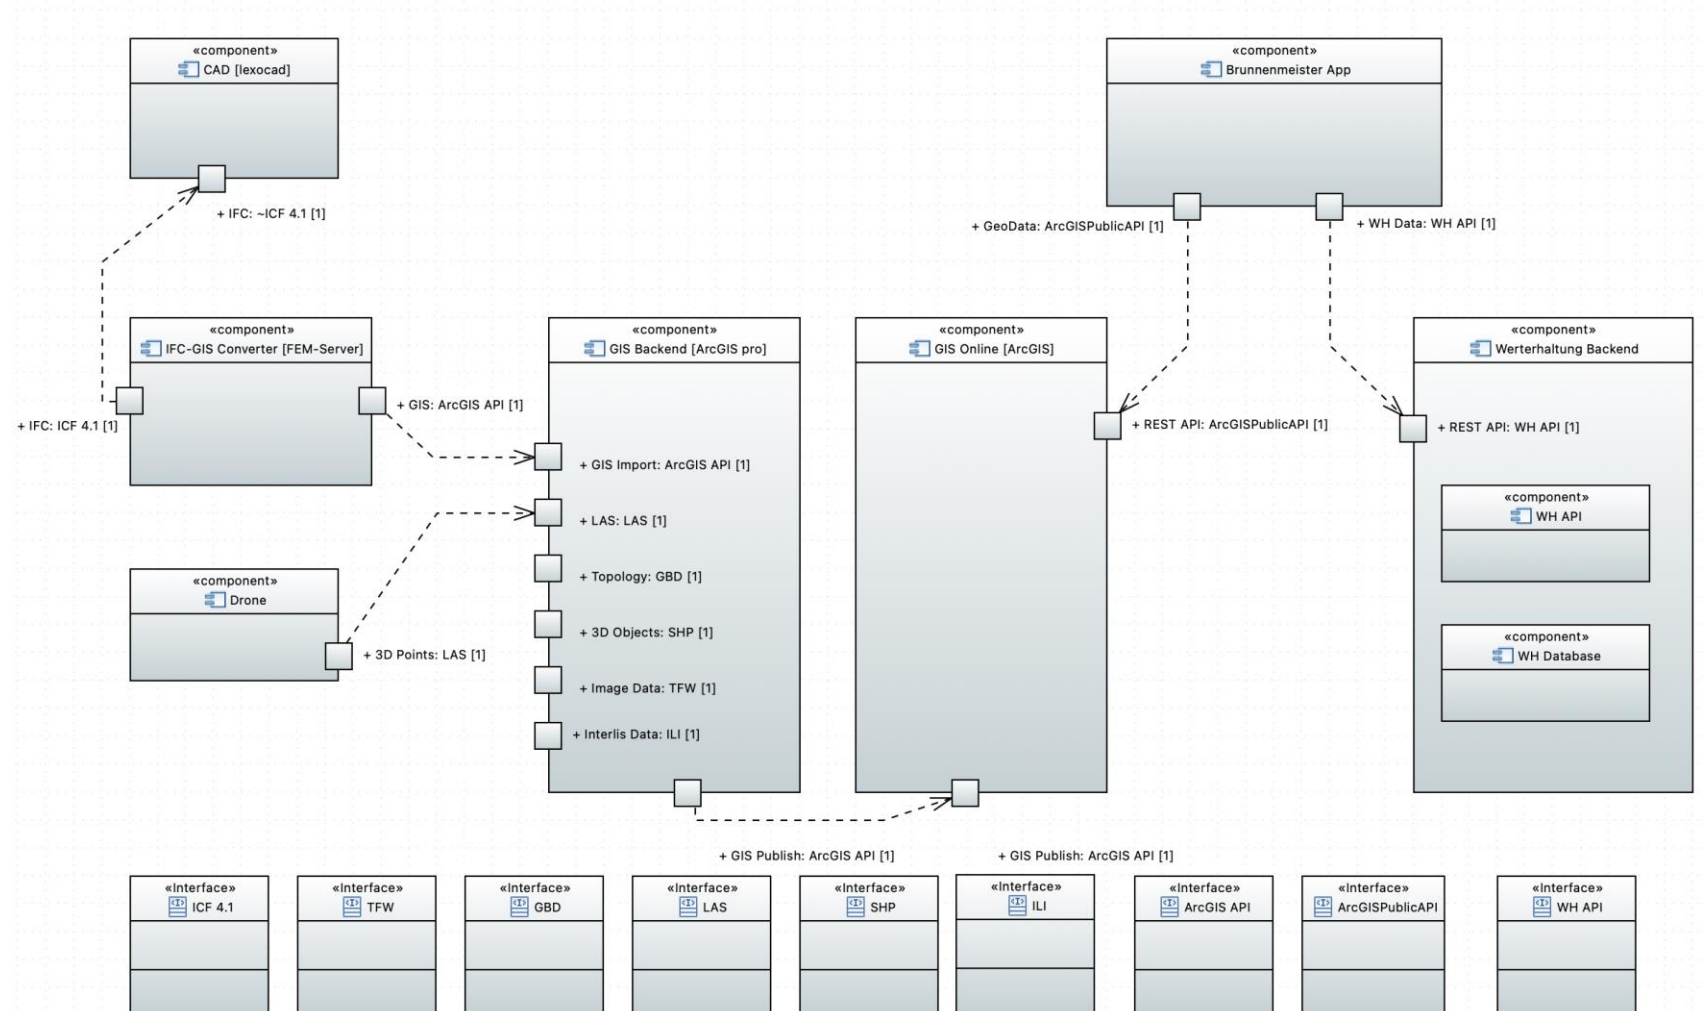 «component»
CAD [lexocad]
+ IFC: ~ICF 4.1 [1]
«component»
Brunnenmeister App
+ GeoData: ArcGISPublicAPI [1]
+ WH Data: WH API [1]
«component»
IFC-GIS Converter [FEM-Server]
+ IFC: ICF 4.1 [1]
+ GIS: ArcGIS API [1]
«component»
Drone
+ 3D Points: LAS [1]
«component»
GIS Backend [ArcGIS pro]
+ GIS Import: ArcGIS API [1]
+ LAS: LAS [1]
+ Topology: GBD [1]
+ 3D Objects: SHP [1]
+ Image Data: TFW [1]
+ Interlis Data: ILI [1]
+ GIS Publish: ArcGIS API [1]
«component»
GIS Online [ArcGIS]
+ REST API: ArcGISPublicAPI [1]
+ GIS Publish: ArcGIS API [1]
«component»
Werterhaltung Backend
+ REST API: WH API [1]
«component»
WH API
«component»
WH Database
«Interface»
ICF 4.1
«Interface»
TFW
«Interface»
GBD
«Interface»
LAS
«Interface»
SHP
«Interface»
ILI
«Interface»
ArcGIS API
«Interface»
ArcGISPublicAPI
«Interface»
WH API